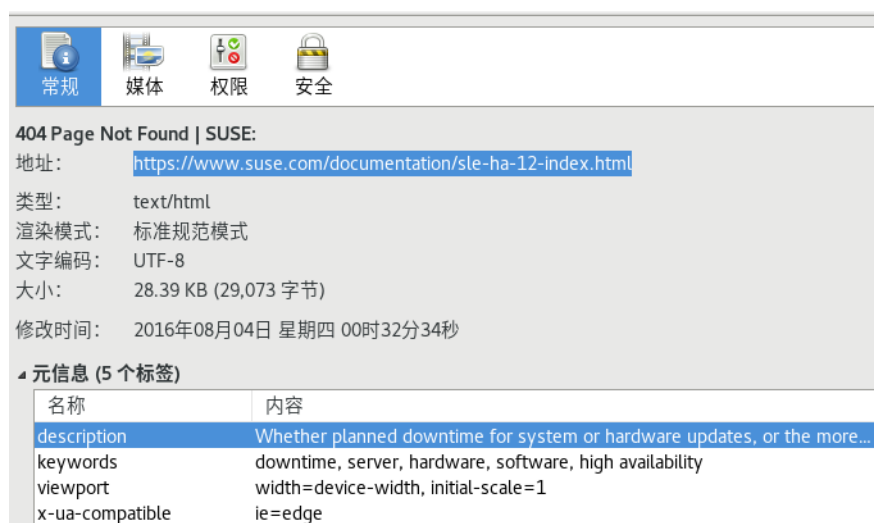 常规 媒体 权限 安全
404 Page Not Found | SUSE:
地址： https://www.suse.com/documentation/sle-ha-12-index.html
类型： text/html
渲染模式： 标准规范模式
文字编码： UTF-8
大小： 28.39 KB (29,073 字节)
修改时间： 2016年08月04日 星期四 00时32分34秒
元信息 (5 个标签)
名称 内容
description Whether planned downtime for system or hardware updates, or the more...
keywords downtime, server, hardware, software, high availability
viewport width=device-width, initial-scale=1
x-ua-compatible ie=edge